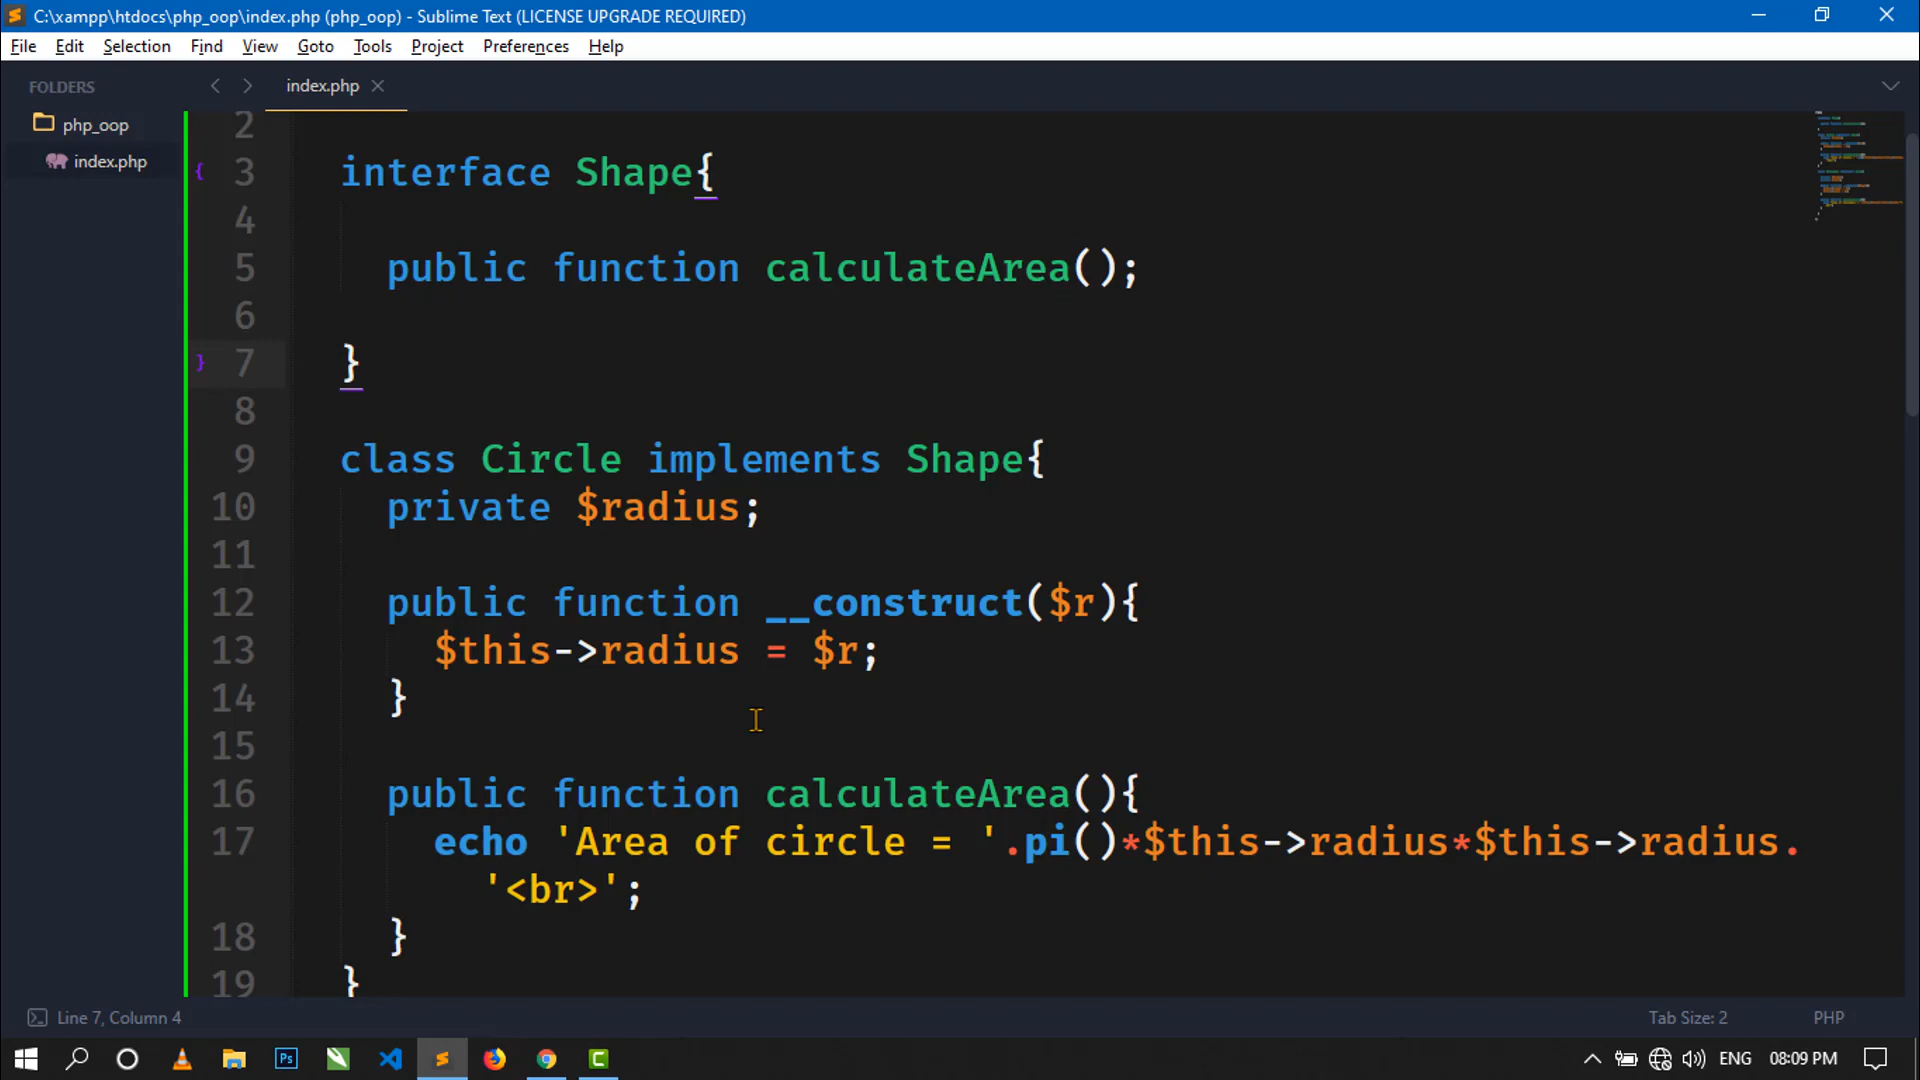 C:\xampp\htdocs\php_oop\index.php (php_oop) - Sublime Text (LICENSE UPGRADE REQUIRED)
File Edit Selection Find View Goto Tools Project Preferences Help
FOLDERS
php_oop
index.php
index.php
2
3 interface Shape{
4
5 public function calculateArea();
6
7 }
8
9 class Circle implements Shape{
10 private $radius;
11
12 public function __construct($r){
13 $this->radius = $r;
14 }
15
16 public function calculateArea(){
17 echo 'Area of circle = '.pi()*$this->radius*$this->radius.
'<br>';
18 }
19 }
Line 7, Column 4 Tab Size: 2 PHP
Ps ENG 08:09 PM